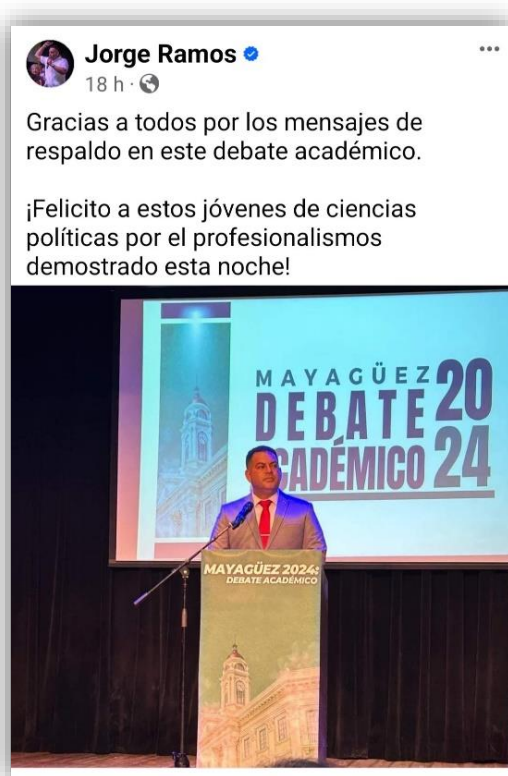 Jorge Ramos
18 h ·
Gracias a todos por los mensajes de
respaldo en este debate académico.
¡Felicito a estos jóvenes de ciencias
políticas por el profesionalismos
demostrado esta noche!
MAYAGÜEZ 20
DEBATE
ACADÉMICO 24
MAYAGÜEZ 2024:
DEBATE ACADÉMICO